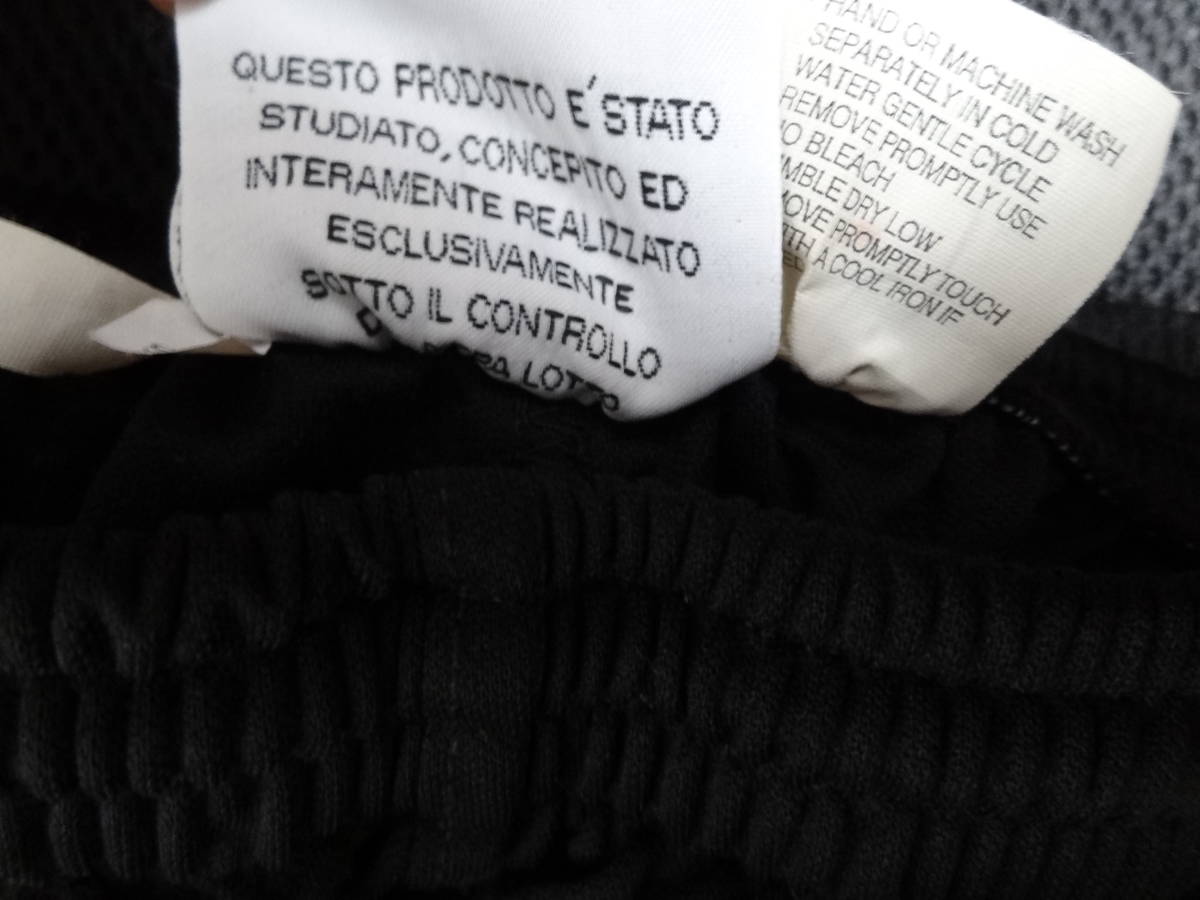 QUESTO PRODOTTO E'STATO
STUDIATO, CONCEPITO ED
INTERAMENTE REALIZZATO
ESCLUSIVAMENTE
SOTTO IL CONTROLLO
LOTTO
HAND OR MACHINE WASH
SEPARATELY IN COLD
WATER GENTLE CYCLE
REMOVE PROMPTLY USE
BLEACH
DRY LOW
PROMPTLY TOUCH
A COOL IRON IF